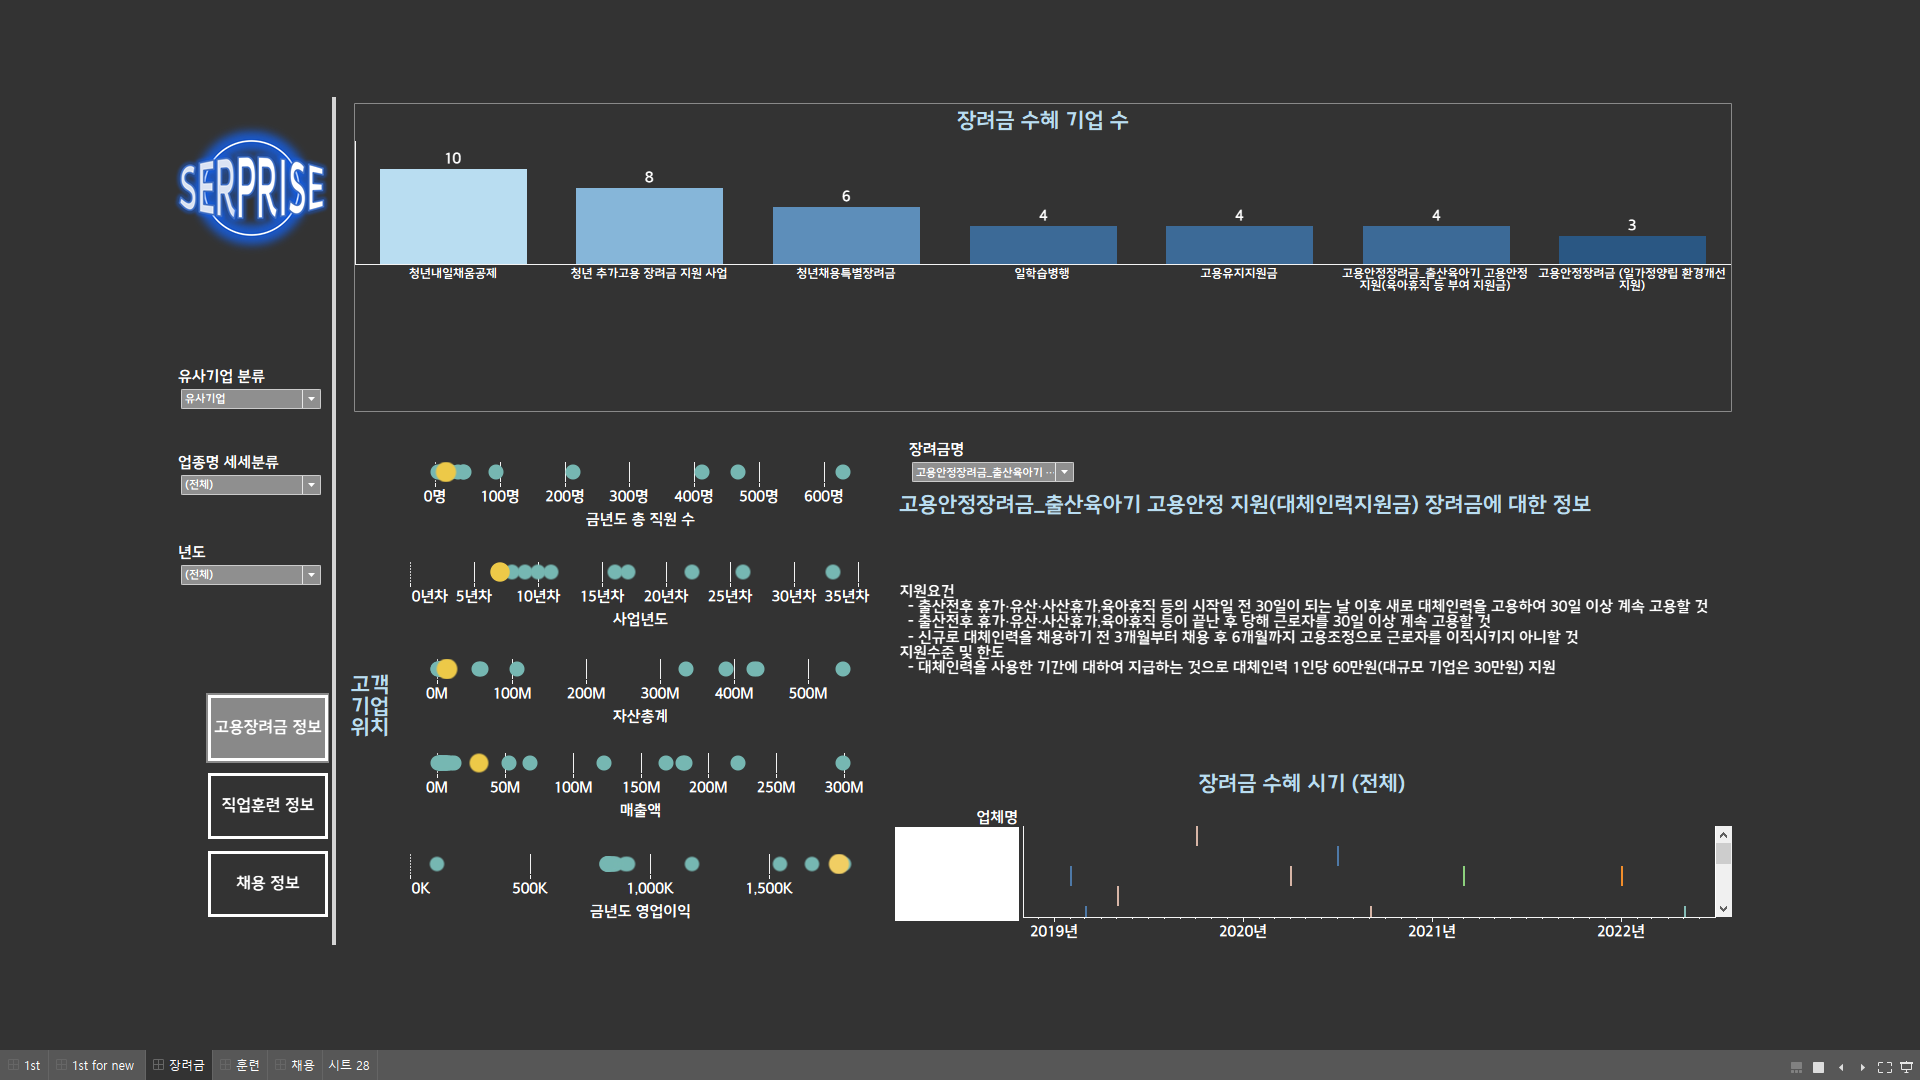 SERPRISE
유사기업 분류
유사기업
업종명 세세분류
(전체)
년도
(전체)
고용장려금 정보
직업훈련 정보
채용 정보
장려금 수혜 기업 수
10
8
6
4
4
4
3
청년내일채움공제
청년 추가고용 장려금 지원 사업
청년채용특별장려금
일학습병행
고용유지지원금
고용안정장려금_출산육아기 고용안정
지원(육아휴직 등 부여 지원금)
고용안정장려금 (일가정양립 환경개선
지원)
고객
기업
위치
0명 100명 200명 300명 400명 500명 600명
금년도 총 직원 수
0년차 5년차 10년차 15년차 20년차 25년차 30년차 35년차
사업년도
0M 100M 200M 300M 400M 500M
자산총계
0M 50M 100M 150M 200M 250M 300M
매출액
0K 500K 1,000K 1,500K
금년도 영업이익
장려금명
고용안정장려금_출산육아기 ···
고용안정장려금_출산육아기 고용안정 지원(대체인력지원금) 장려금에 대한 정보
지원요건
- 출산전후 휴가·유산·사산휴가,육아휴직 등의 시작일 전 30일이 되는 날 이후 새로 대체인력을 고용하여 30일 이상 계속 고용할 것
- 출산전후 휴가·유산·사산휴가,육아휴직 등이 끝난 후 당해 근로자를 30일 이상 계속 고용할 것
- 신규로 대체인력을 채용하기 전 3개월부터 채용 후 6개월까지 고용조정으로 근로자를 이직시키지 아니할 것
지원수준 및 한도
- 대체인력을 사용한 기간에 대하여 지급하는 것으로 대체인력 1인당 60만원(대규모 기업은 30만원) 지원
장려금 수혜 시기 (전체)
업체명
2019년 2020년 2021년 2022년
1st
1st for new
장려금
훈련
채용
시트 28